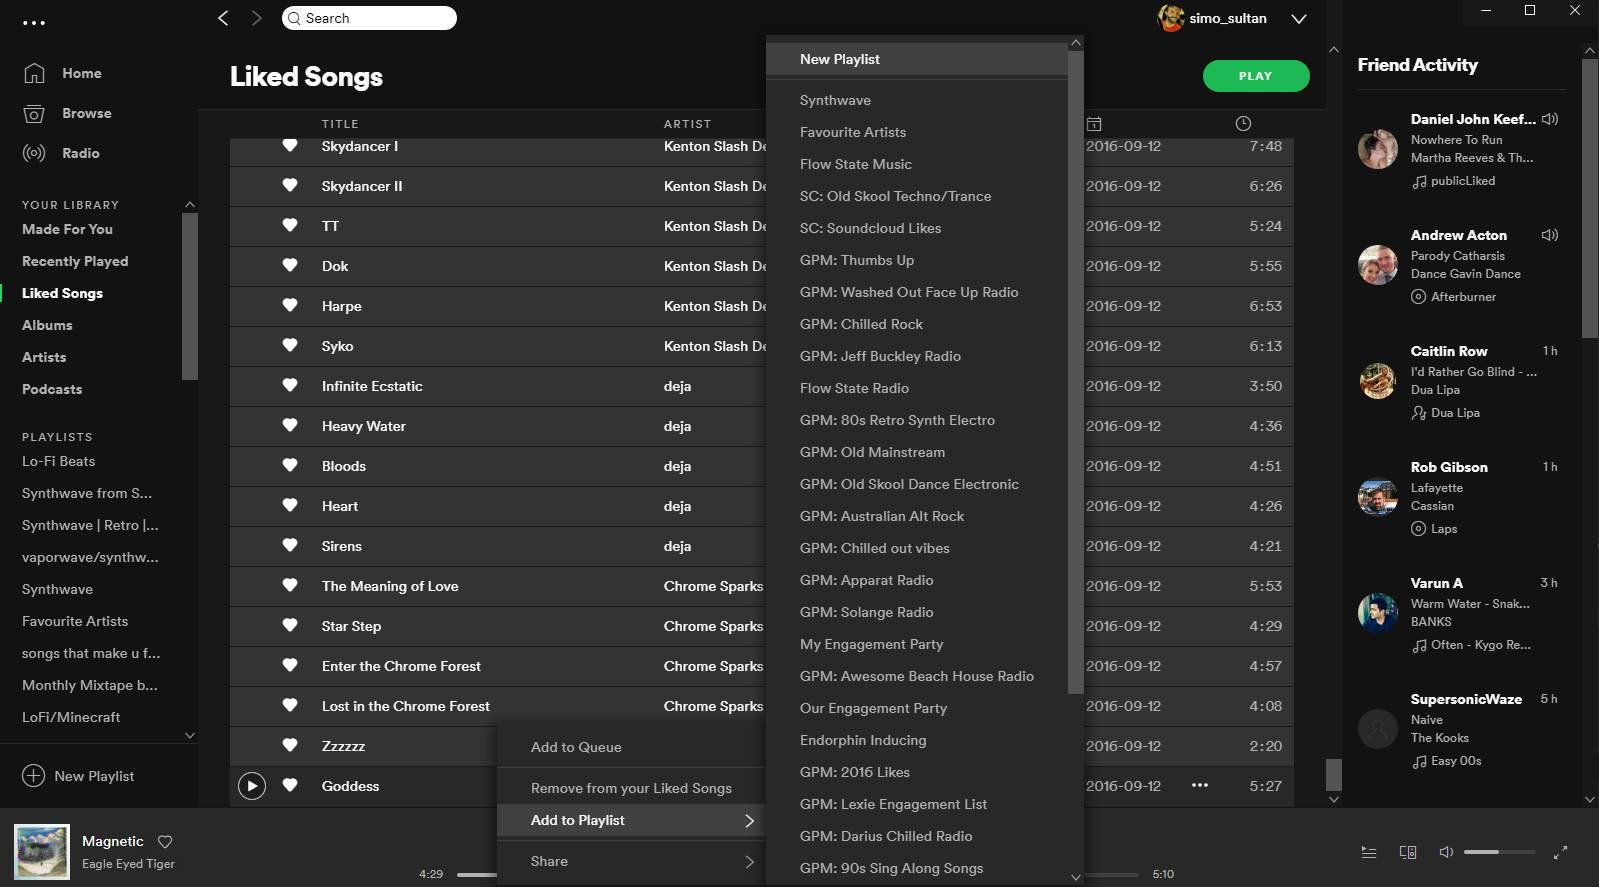 Search
simo_sultan
Home
Browse
Radio
YOUR LIBRARY
Made For You
Recently Played
Liked Songs
Albums
Artists
Podcasts
PLAYLISTS
Lo-Fi Beats
Synthwave from S...
Synthwave | Retro |...
vaporwave/synthw...
Synthwave
Favourite Artists
songs that make u f...
Monthly Mixtape b...
LoFi/Minecraft
New Playlist
Liked Songs
PLAY
TITLE ARTIST
Skydancer I Kenton Slash De 2016-09-12 7:48
Skydancer II Kenton Slash De 2016-09-12 6:26
TT Kenton Slash De 2016-09-12 5:24
Dok Kenton Slash De 2016-09-12 5:55
Harpe Kenton Slash De 2016-09-12 6:53
Syko Kenton Slash De 2016-09-12 6:13
Infinite Ecstatic deja 2016-09-12 3:50
Heavy Water deja 2016-09-12 4:36
Bloods deja 2016-09-12 4:51
Heart deja 2016-09-12 4:26
Sirens deja 2016-09-12 4:21
The Meaning of Love Chrome Sparks 2016-09-12 5:53
Star Step Chrome Sparks 2016-09-12 4:29
Enter the Chrome Forest Chrome Sparks 2016-09-12 4:57
Lost in the Chrome Forest Chrome Sparks 2016-09-12 4:08
Zzzzzz 2016-09-12 2:20
Goddess 2016-09-12 ••• 5:27
Add to Queue
Remove from your Liked Songs
Add to Playlist
Share
New Playlist
Synthwave
Favourite Artists
Flow State Music
SC: Old Skool Techno/Trance
SC: Soundcloud Likes
GPM: Thumbs Up
GPM: Washed Out Face Up Radio
GPM: Chilled Rock
GPM: Jeff Buckley Radio
Flow State Radio
GPM: 80s Retro Synth Electro
GPM: Old Mainstream
GPM: Old Skool Dance Electronic
GPM: Australian Alt Rock
GPM: Chilled out vibes
GPM: Apparat Radio
GPM: Solange Radio
My Engagement Party
GPM: Awesome Beach House Radio
Our Engagement Party
Endorphin Inducing
GPM: 2016 Likes
GPM: Lexie Engagement List
GPM: Darius Chilled Radio
GPM: 90s Sing Along Songs
Friend Activity
Daniel John Keef...
Nowhere To Run
Martha Reeves & Th...
publicLiked
Andrew Acton
Parody Catharsis
Dance Gavin Dance
Afterburner
Caitlin Row 1 h
I'd Rather Go Blind - ...
Dua Lipa
Dua Lipa
Rob Gibson 1 h
Lafayette
Cassian
Laps
Varun A 3 h
Warm Water - Snak...
BANKS
Often - Kygo Re...
SupersonicWaze 5 h
Naive
The Kooks
Easy 00s
Magnetic
Eagle Eyed Tiger
4:29
5:10